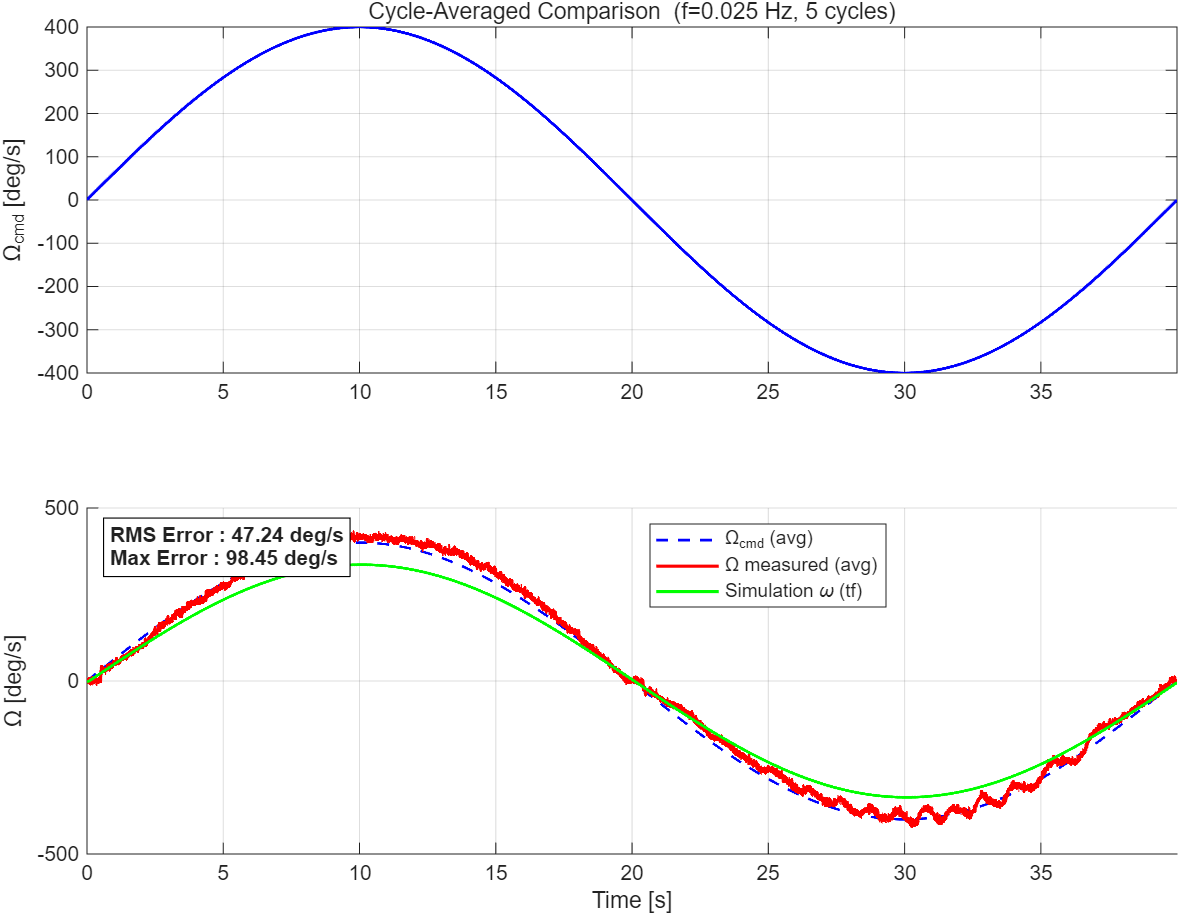 Cycle-Averaged Comparison (f=0.025 Hz, 5 cycles)
Ω_cmd [deg/s]
400
300
200
100
0
-100
-200
-300
-400
0 5 10 15 20 25 30 35
Ω [deg/s]
500
0
-500
RMS Error : 47.24 deg/s
Max Error : 98.45 deg/s
Ω_cmd (avg)
Ω measured (avg)
Simulation ω (tf)
0 5 10 15 20 25 30 35
Time [s]